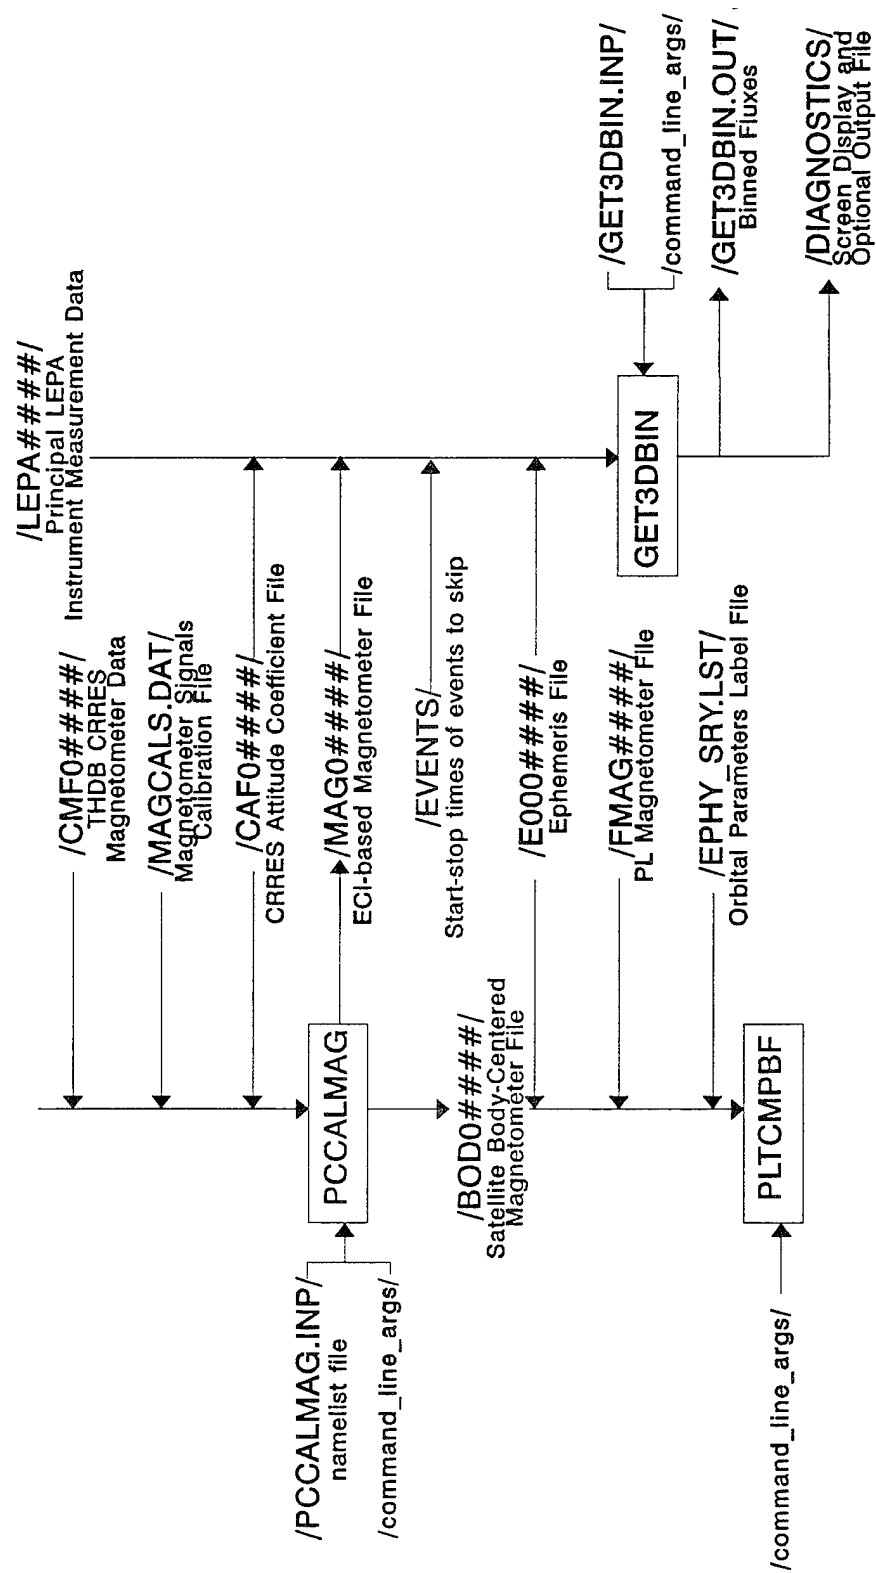 /LEPA####/
Principal LEPA
Instrument Measurement Data
/CMF0####/
THDB CRRES
Magnetometer Data
/MAGCALS.DAT/
Magnetometer Signals
Calibration File
/CAF0####/
CRRES Attitude Coefficient File
/PCCALMAG.INP/
namelist file
/command_line_args/
PCCALMAG
/MAG0####/
ECI-based Magnetometer File
/EVENTS/
Start-stop times of events to skip
/BOD0####/
Satellite Body-Centered
Magnetometer File
/E000####/
Ephemeris File
/FMAG####/
PL Magnetometer File
/EPHY_SRY.LST/
Orbital Parameters Label File
/command_line_args/
PLTCMPBF
GET3DBIN
/GET3DBIN.INP/
/command_line_args/
/GET3DBIN.OUT/
Binned Fluxes
/DIAGNOSTICS/
Screen Display and
Optional Output File